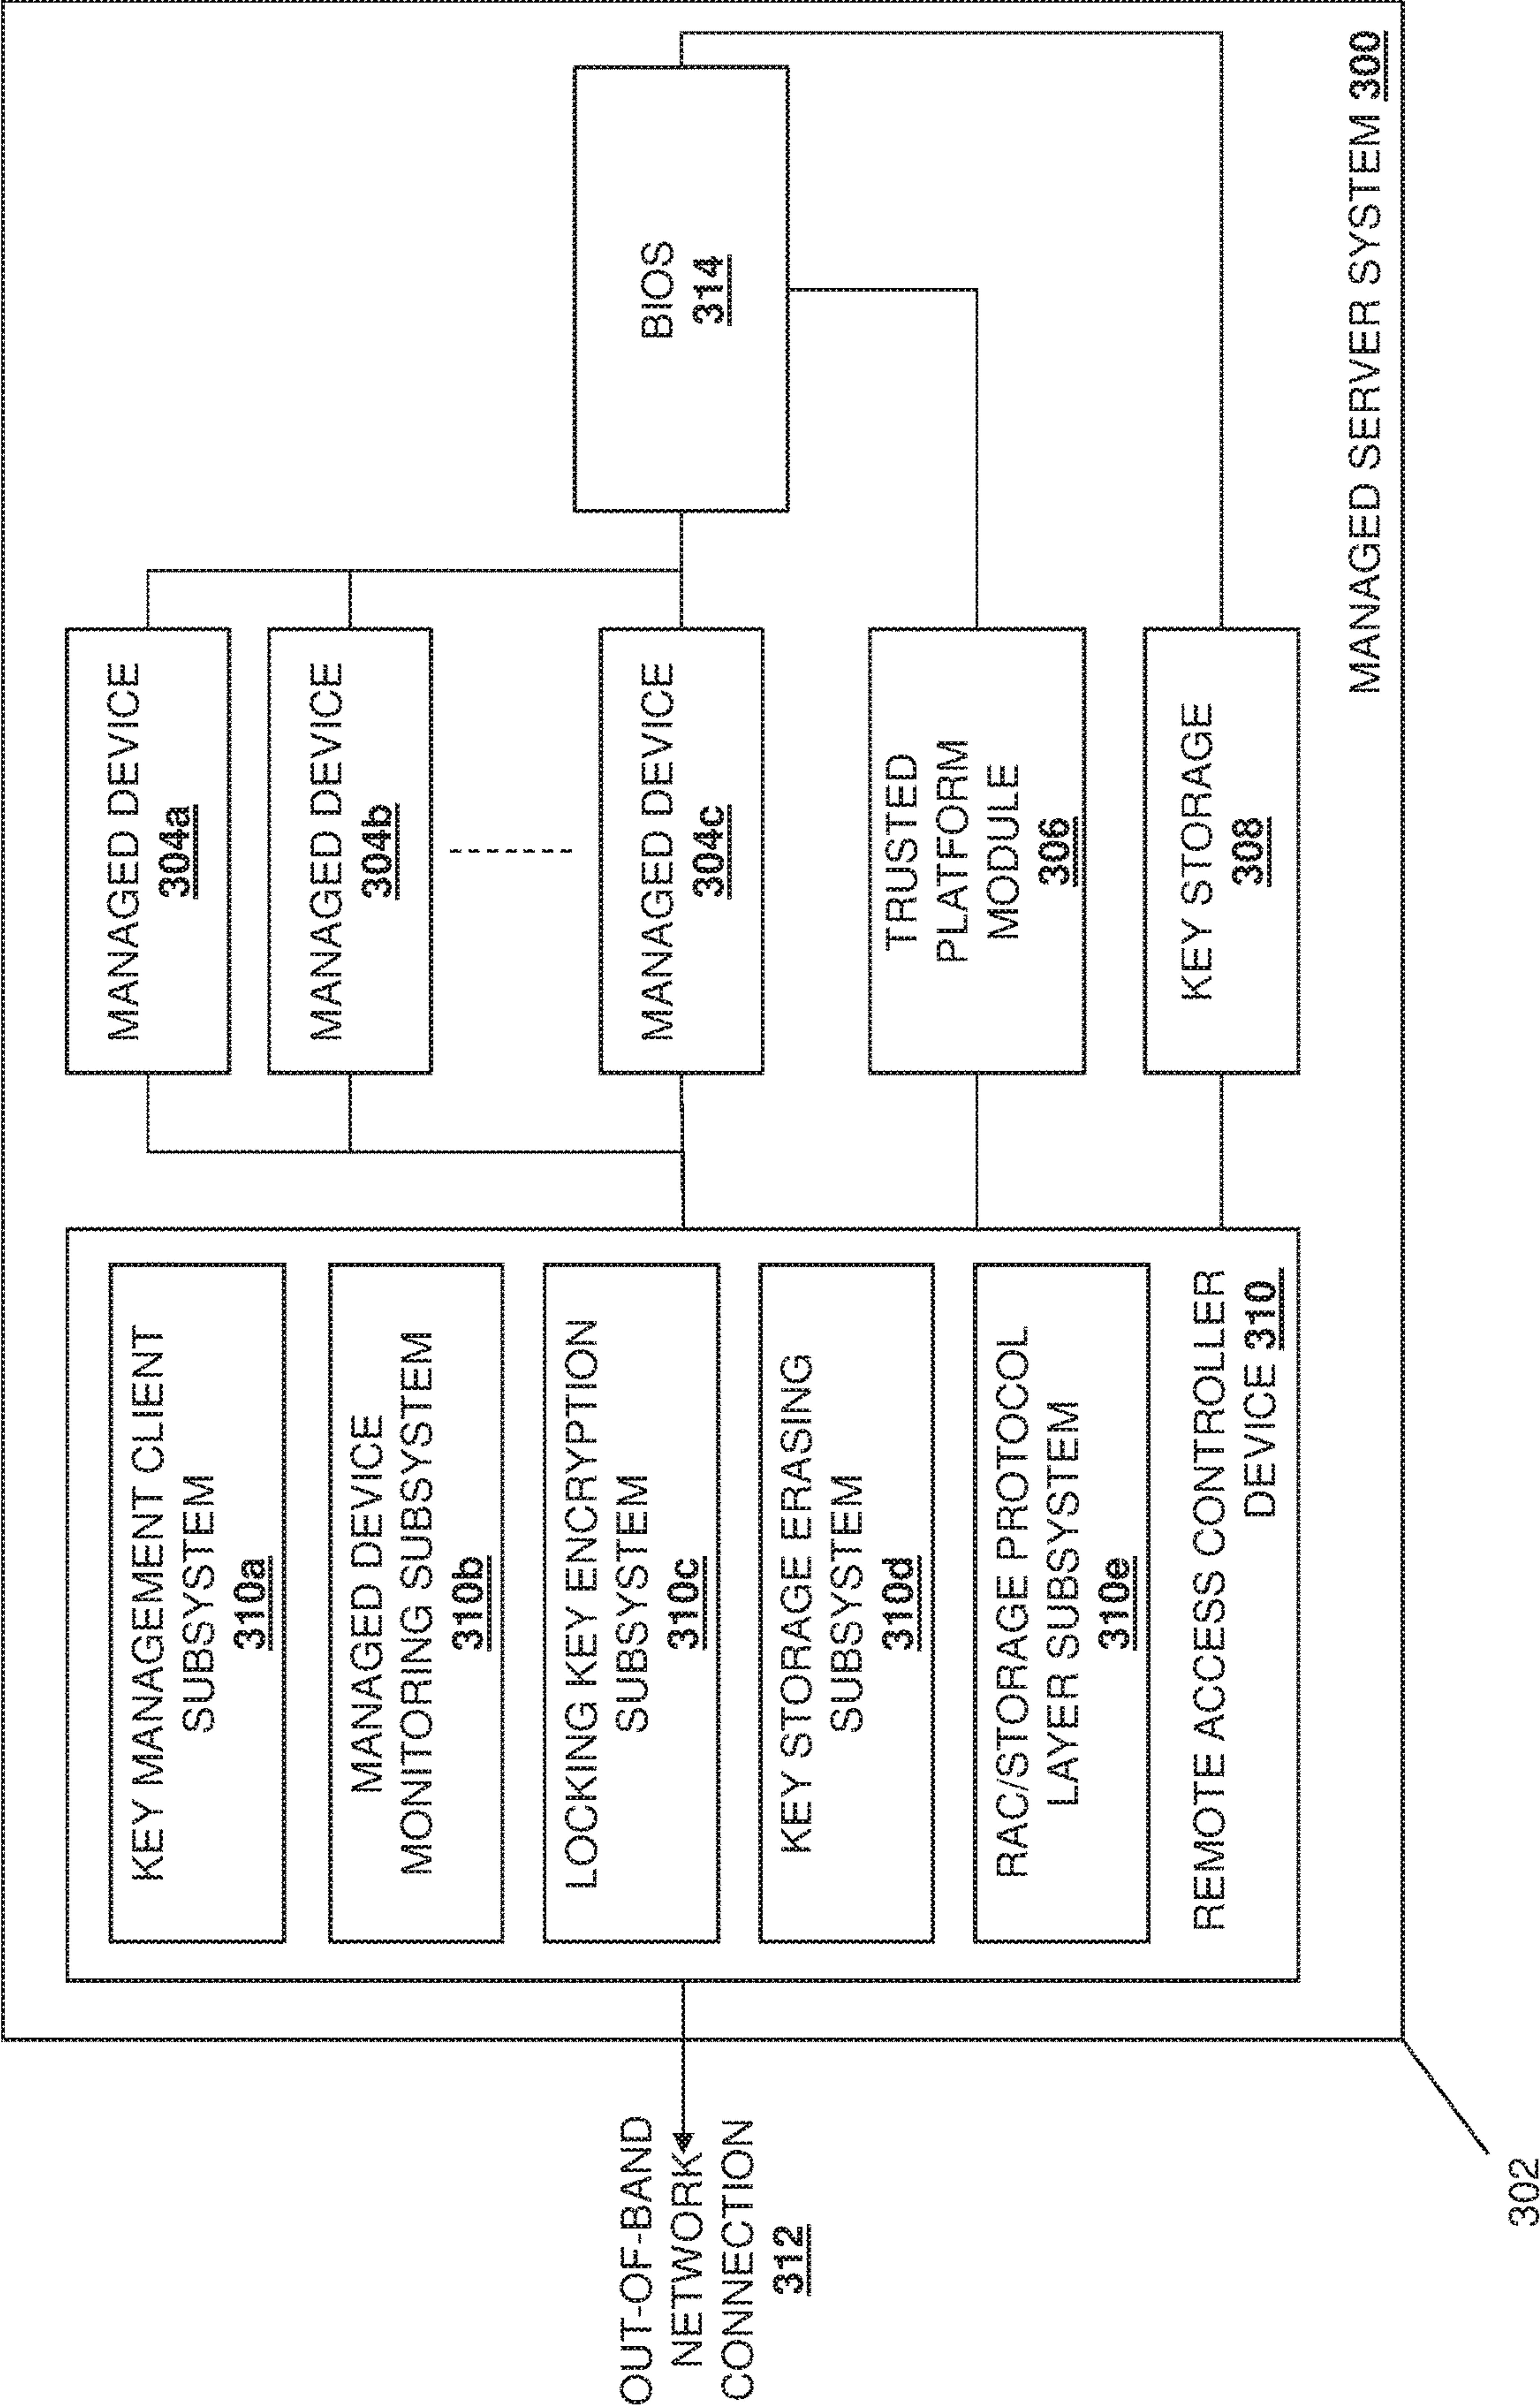 OUT-OF-BAND
NETWORK
CONNECTION
312
KEY MANAGEMENT CLIENT
SUBSYSTEM
310a
MANAGED DEVICE
MONITORING SUBSYSTEM
310b
LOCKING KEY ENCRYPTION
SUBSYSTEM
310c
KEY STORAGE ERASING
SUBSYSTEM
310d
RAC/STORAGE PROTOCOL
LAYER SUBSYSTEM
310e
REMOTE ACCESS CONTROLLER
DEVICE 310
MANAGED DEVICE
304a
MANAGED DEVICE
304b
MANAGED DEVICE
304c
TRUSTED
PLATFORM
MODULE
306
KEY STORAGE
308
BIOS
314
MANAGED SERVER SYSTEM 300
302